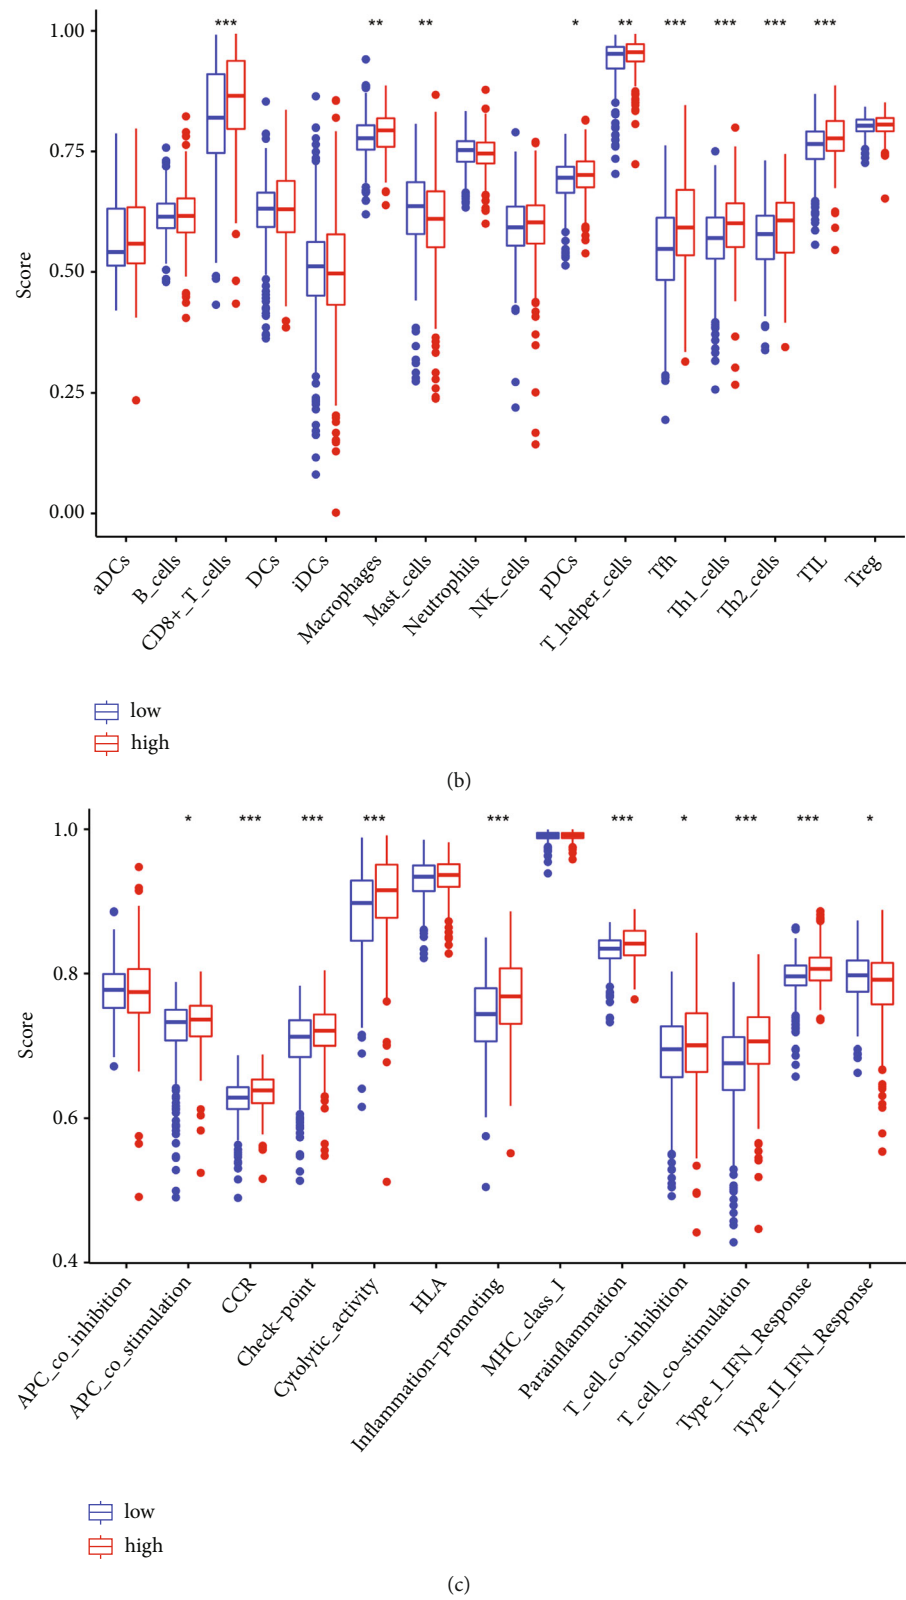 *** ** ** * ** *** *** *** ***
1.00
0.75
0.50
0.25
0.00
Score
aDCs
B_cells
CD8+_T_cells
DCs
iDCs
Macrophages
Mast_cells
Neutrophils
NK_cells
pDCs
T_helper_cells
Tfh
Th1_cells
Th2_cells
TIL
Treg
low
high
(b)
* *** *** *** *** *** * *** *** *
1.0
0.8
0.6
0.4
Score
APC_co_inhibition
APC_co_stimulation
CCR
Check-point
Cytolytic_activity
HLA
Inflammation-promoting
MHC_class_I
Parainflammation
T_cell_co-inhibition
T_cell_co-stimulation
Type_I_IFN_Response
Type_II_IFN_Response
low
high
(c)